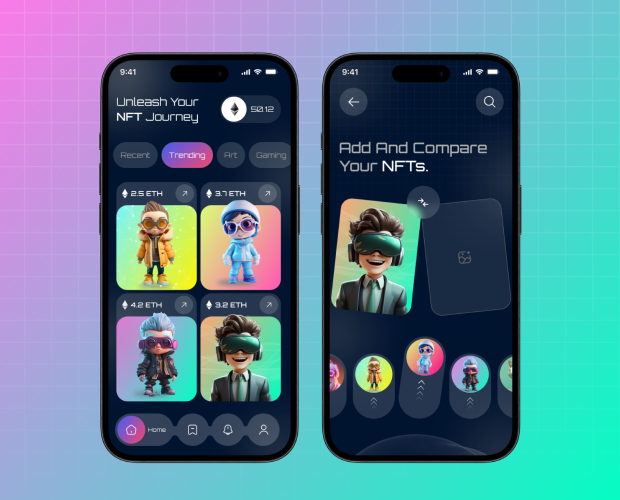 9:41
Unleash Your
NFT Journey
50.12
Recent
Trending
Art
Gaming
2.5 ETH
3.7 ETH
4.2 ETH
3.2 ETH
Home
9:41
Add And Compare
Your NFTs.